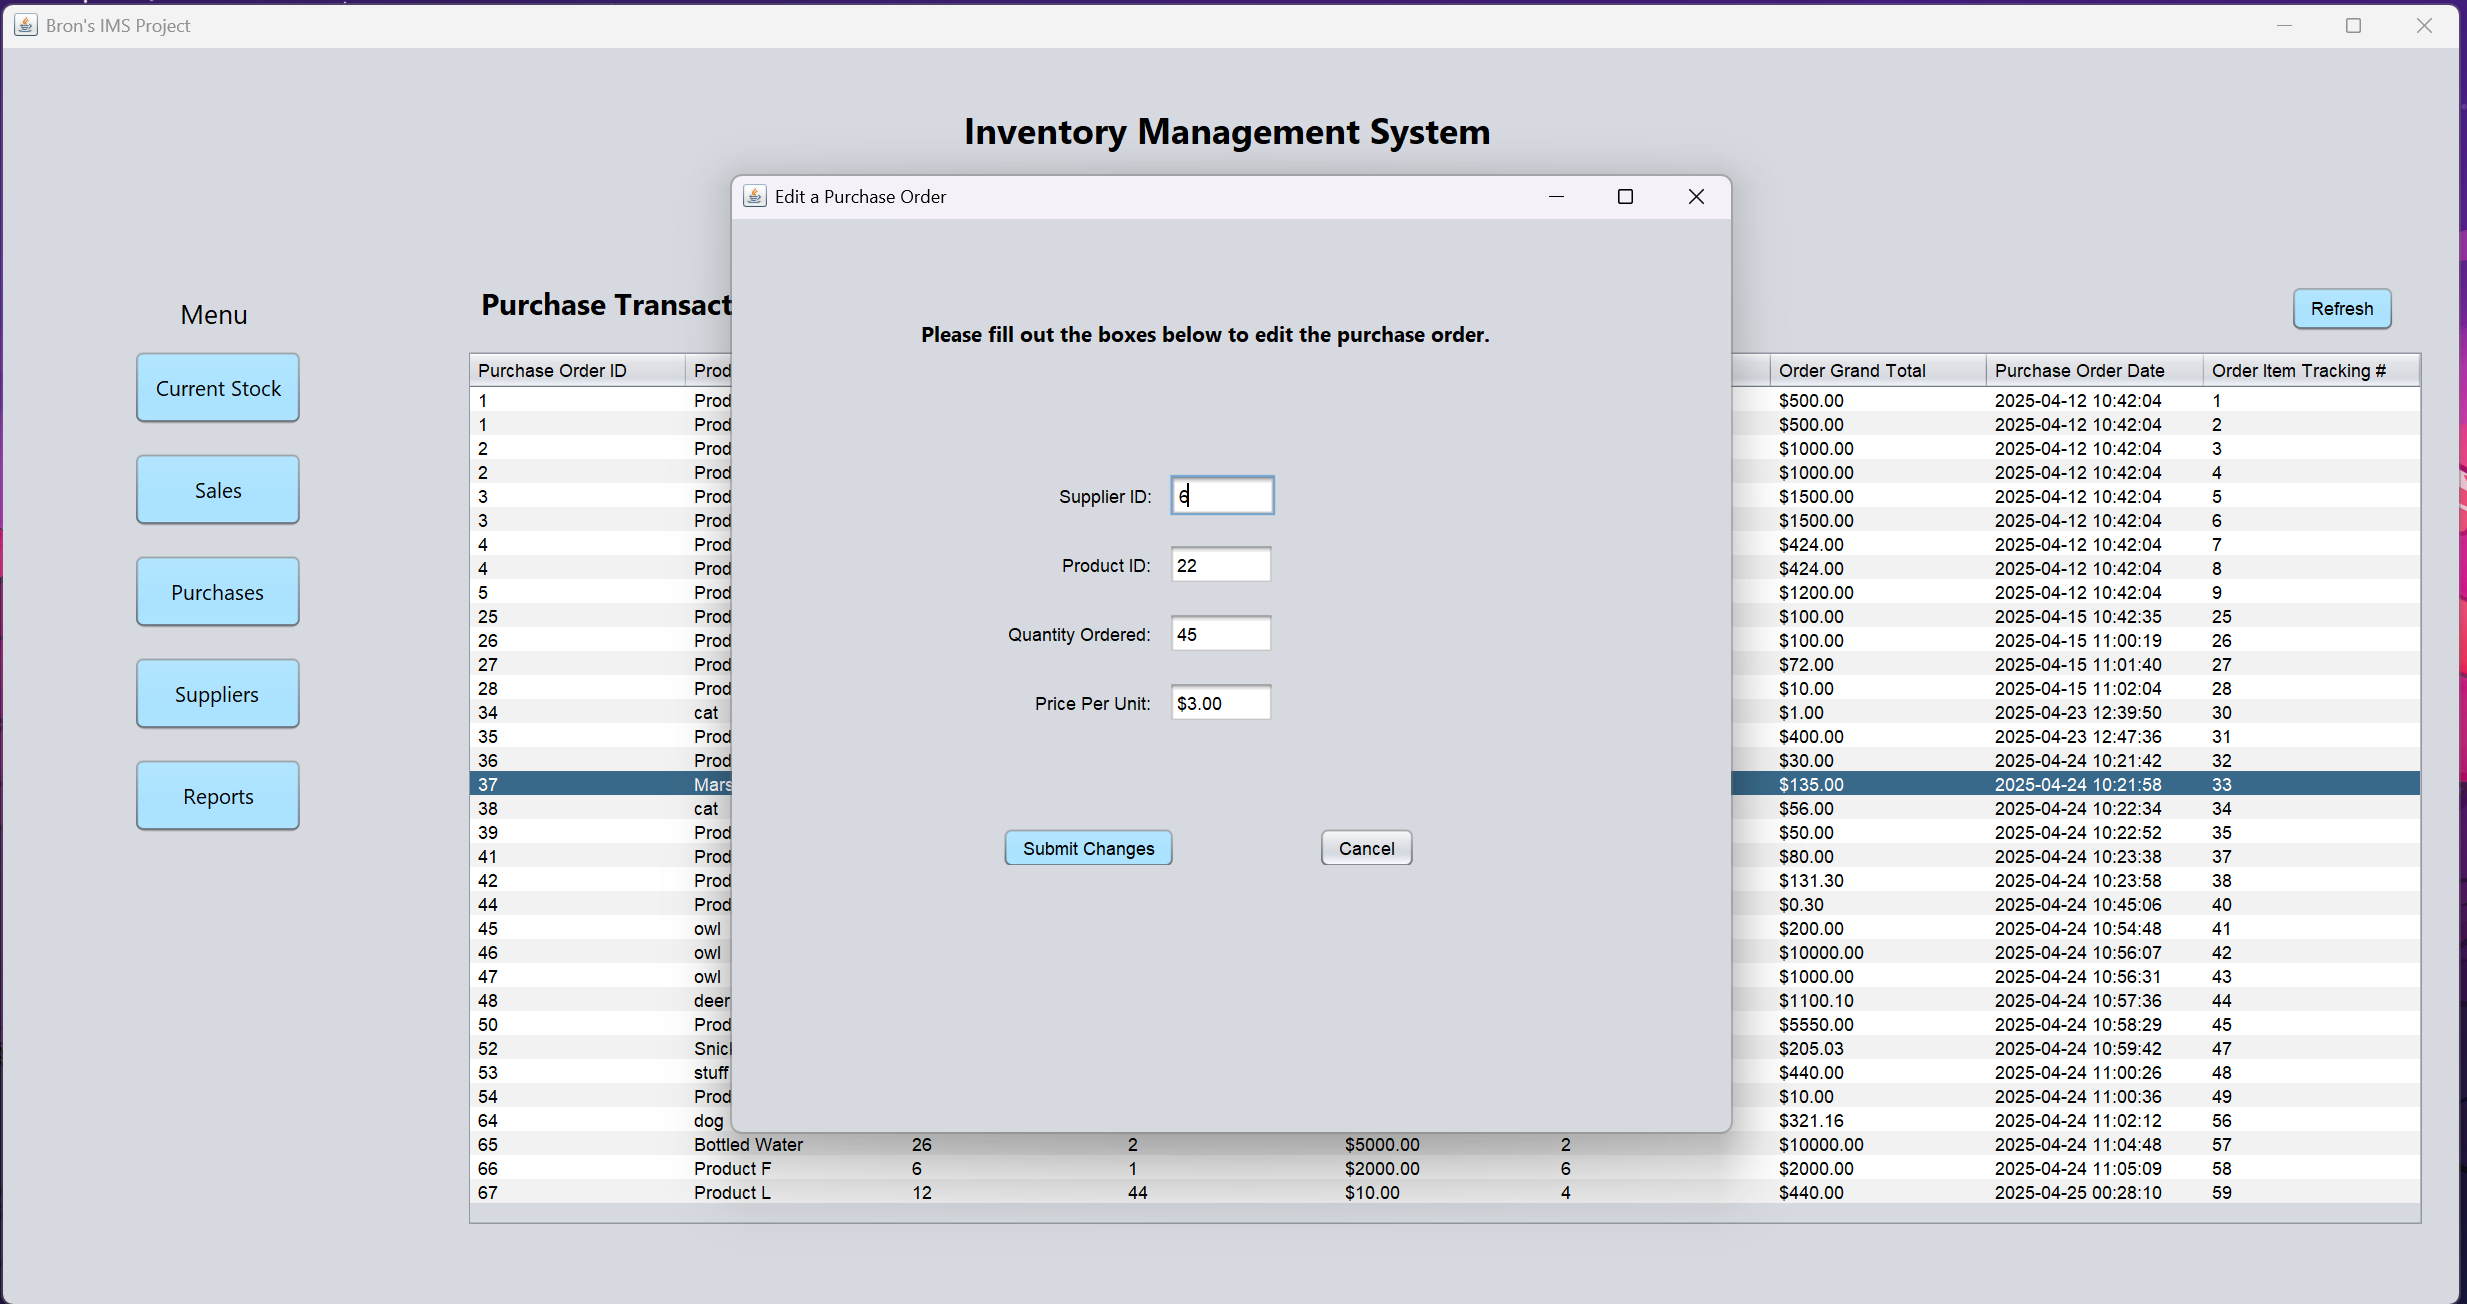 Bron's IMS Project
Inventory Management System
Edit a Purchase Order
Please fill out the boxes below to edit the purchase order.
Supplier ID: 6
Product ID: 22
Quantity Ordered: 45
Price Per Unit: $3.00
Submit Changes Cancel
Menu
Current Stock
Sales
Purchases
Suppliers
Reports
Purchase Transact
Refresh
Purchase Order ID Prod Order Grand Total Purchase Order Date Order Item Tracking #
1 Prod $500.00 2025-04-12 10:42:04 1
1 Prod $500.00 2025-04-12 10:42:04 2
2 Prod $1000.00 2025-04-12 10:42:04 3
2 Prod $1000.00 2025-04-12 10:42:04 4
3 Prod $1500.00 2025-04-12 10:42:04 5
3 Prod $1500.00 2025-04-12 10:42:04 6
4 Prod $424.00 2025-04-12 10:42:04 7
4 Prod $424.00 2025-04-12 10:42:04 8
5 Prod $1200.00 2025-04-12 10:42:04 9
25 Prod $100.00 2025-04-15 10:42:35 25
26 Prod $100.00 2025-04-15 11:00:19 26
27 Prod $72.00 2025-04-15 11:01:40 27
28 Prod $10.00 2025-04-15 11:02:04 28
34 cat $1.00 2025-04-23 12:39:50 30
35 Prod $400.00 2025-04-23 12:47:36 31
36 Prod $30.00 2025-04-24 10:21:42 32
37 Mars $135.00 2025-04-24 10:21:58 33
38 cat $56.00 2025-04-24 10:22:34 34
39 Prod $50.00 2025-04-24 10:22:52 35
41 Prod $80.00 2025-04-24 10:23:38 37
42 Prod $131.30 2025-04-24 10:23:58 38
44 Prod $0.30 2025-04-24 10:45:06 40
45 owl $200.00 2025-04-24 10:54:48 41
46 owl $10000.00 2025-04-24 10:56:07 42
47 owl $1000.00 2025-04-24 10:56:31 43
48 deer $1100.10 2025-04-24 10:57:36 44
50 Prod $5550.00 2025-04-24 10:58:29 45
52 Snick $205.03 2025-04-24 10:59:42 47
53 stuff $440.00 2025-04-24 11:00:26 48
54 Prod $10.00 2025-04-24 11:00:36 49
64 dog $321.16 2025-04-24 11:02:12 56
65 Bottled Water 26 2 $5000.00 2 $10000.00 2025-04-24 11:04:48 57
66 Product F 6 1 $2000.00 6 $2000.00 2025-04-24 11:05:09 58
67 Product L 12 44 $10.00 4 $440.00 2025-04-25 00:28:10 59